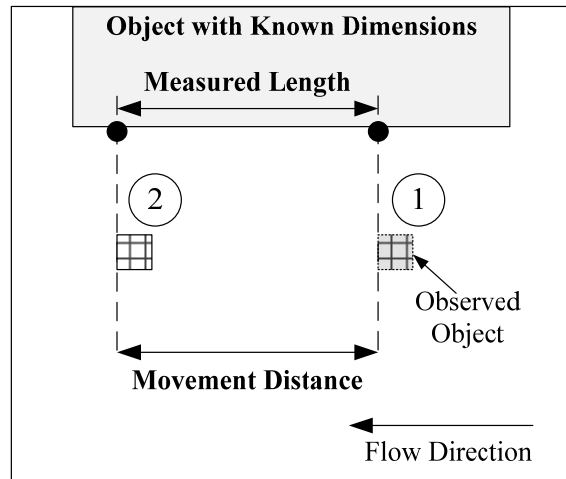 Object with Known Dimensions
Measured Length
2
1
Observed
Object
Movement Distance
Flow Direction